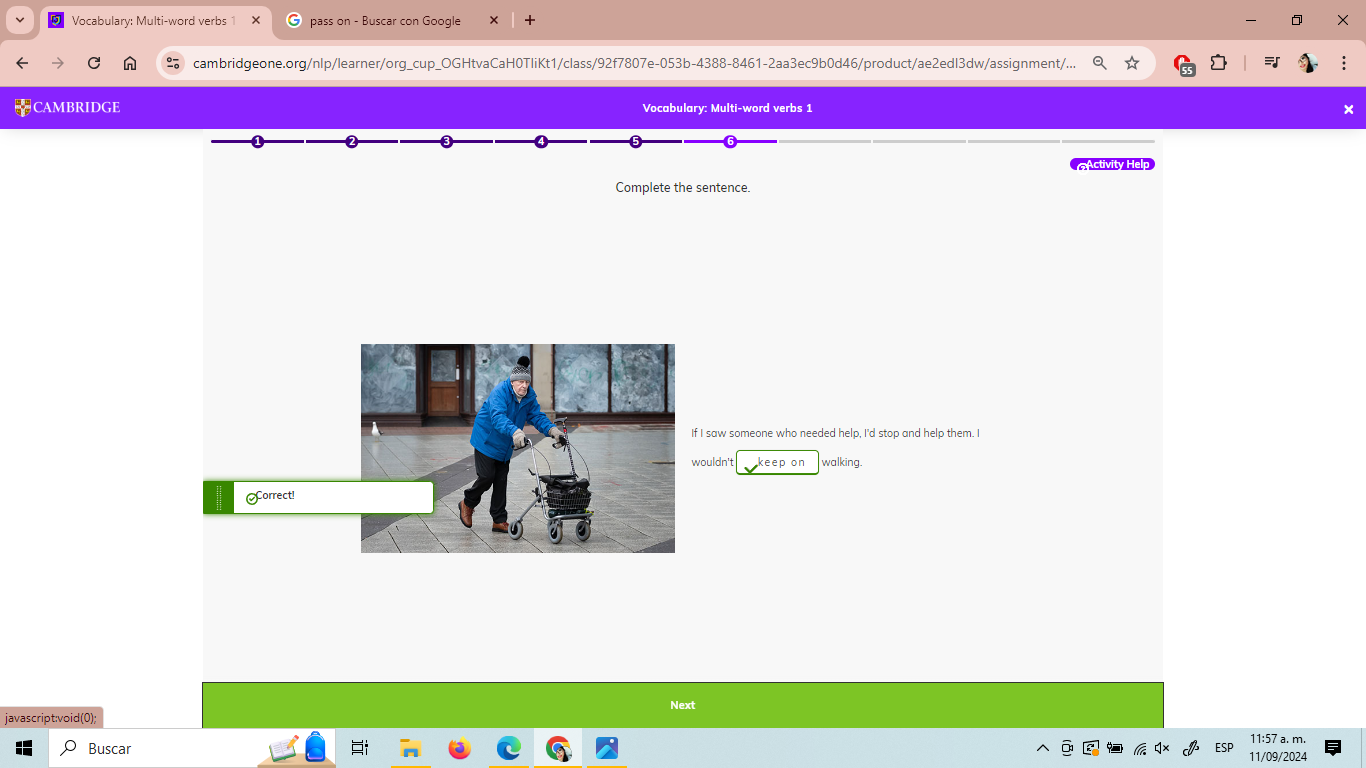 Vocabulary: Multi-word verbs 1
pass on - Buscar con Google
cambridgeone.org/nlp/learner/org_cup_OGHtvaCaH0TIiKt1/class/92f7807e-053b-4388-8461-2aa3ec9b0d46/product/ae2edl3dw/assignment/...
55
CAMBRIDGE
Vocabulary: Multi-word verbs 1
1 2 3 4 5 6
Activity Help
Complete the sentence.
If I saw someone who needed help, I'd stop and help them. I
wouldn't keep on walking.
Correct!
Next
javascript:void(0);
Buscar
ESP
11:57 a. m.
11/09/2024